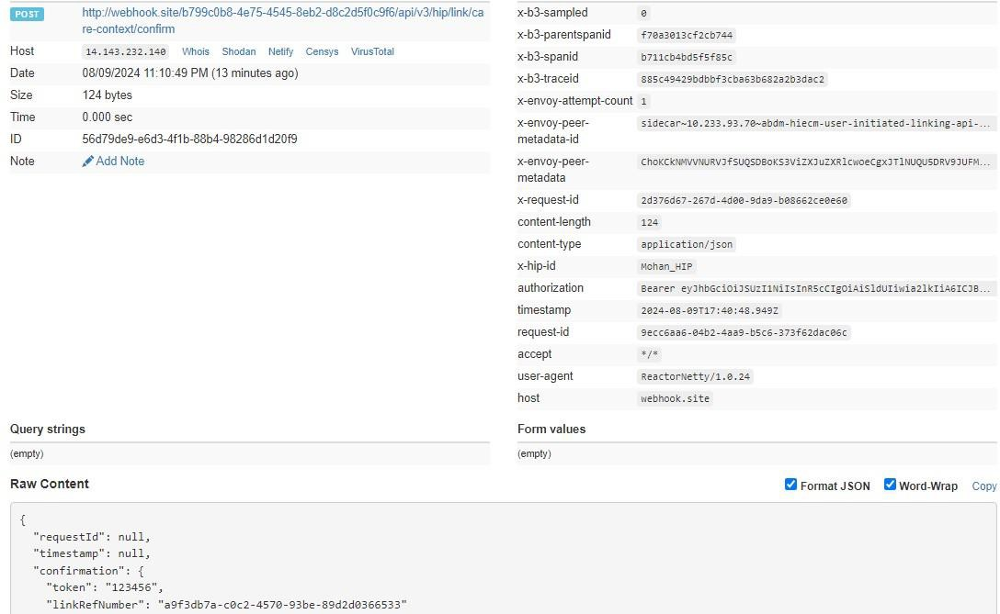 POST http://webhook.site/b799c0b8-4e75-4545-8eb2-d8c2d5f0c9f6/api/v3/hip/link/ca
re-context/confirm
Host 14.143.232.140 Whois Shodan Netify Censys VirusTotal
Date 08/09/2024 11:10:49 PM (13 minutes ago)
Size 124 bytes
Time 0.000 sec
ID 56d79de9-e6d3-4f1b-88b4-98286d1d20f9
Note Add Note
x-b3-sampled 0
x-b3-parentspanid f70a3013cf2cb744
x-b3-spanid b711cb4bd5f5f85c
x-b3-traceid 885c49429bdbbf3cba63b682a2b3dac2
x-envoy-attempt-count 1
x-envoy-peer- sidecar~10.233.93.70~abdm-hiecm-user-initiated-linking-api-...
metadata-id
x-envoy-peer- ChoKCkNMVVNURVJfSUQSDBoKS3ViZXJuZXRlcwoeCgxJTlNUQU5DRV9JUFM...
metadata
x-request-id 2d376d67-267d-4d00-9da9-b08662ce0e60
content-length 124
content-type application/json
x-hip-id Mohan_HIP
authorization Bearer eyJhbGciOiJSUzI1NiIsInR5cCIgOiAiSldUIiwia2lkIiA6ICJB...
timestamp 2024-08-09T17:40:48.949Z
request-id 9ecc6aa6-04b2-4aa9-b5c6-373f62dac06c
accept */*
user-agent ReactorNetty/1.0.24
host webhook.site
Query strings
(empty)
Form values
(empty)
Raw Content
Format JSON Word-Wrap Copy
{
"requestId": null,
"timestamp": null,
"confirmation": {
"token": "123456",
"linkRefNumber": "a9f3db7a-c0c2-4570-93be-89d2d0366533"